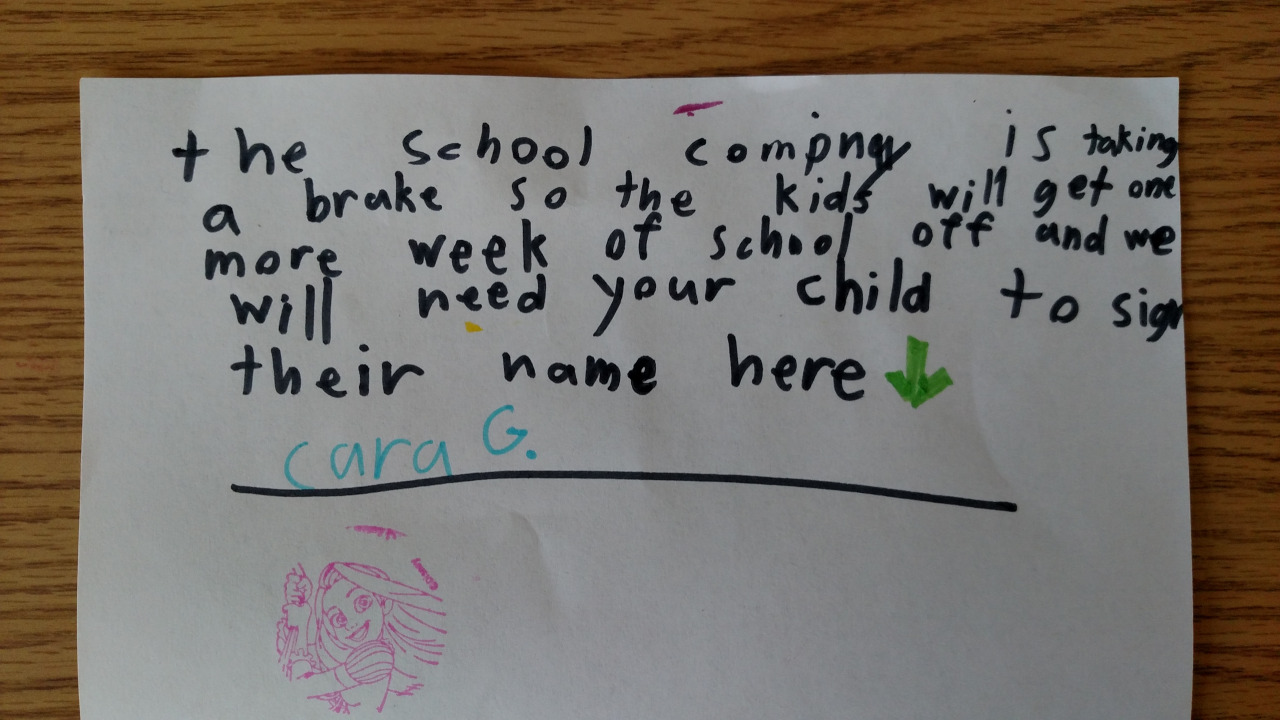 the school compny is taking
a brake so the kids will get one
more week of school off and we
will need your child to sign
their name here
cara G.